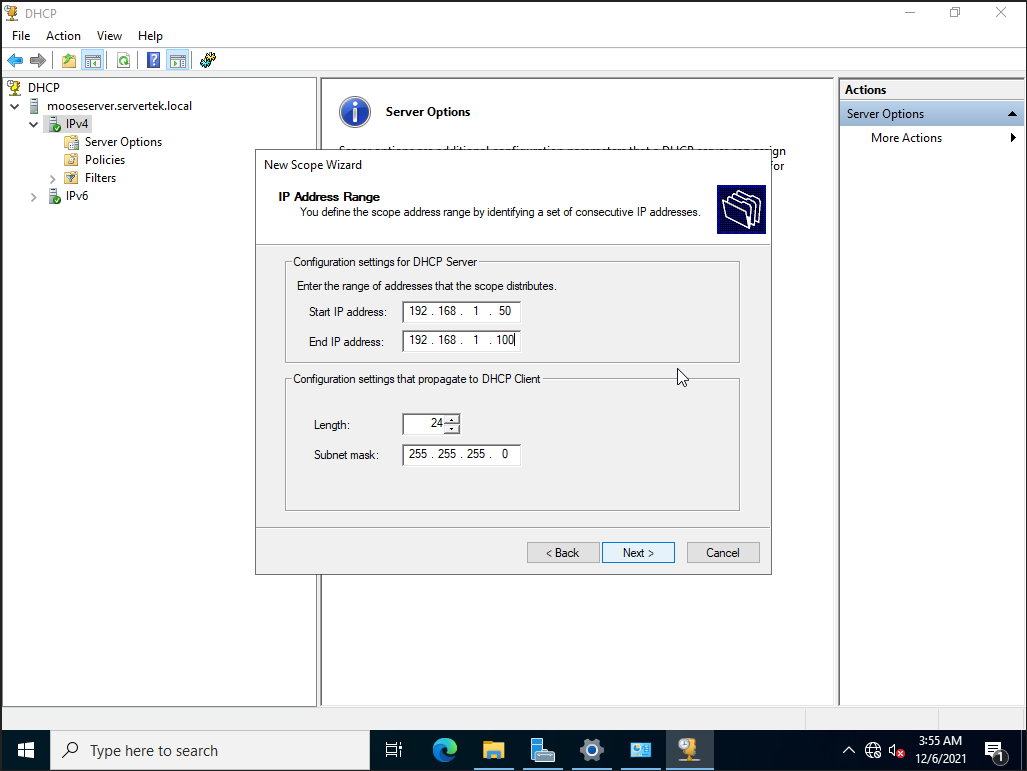 DHCP
File Action View Help
DHCP
mooseserver.servertek.local
IPv4
Server Options
Policies
Filters
IPv6
Server Options
for
New Scope Wizard
IP Address Range
You define the scope address range by identifying a set of consecutive IP addresses.
Configuration settings for DHCP Server
Enter the range of addresses that the scope distributes.
Start IP address: 192 . 168 . 1 . 50
End IP address: 192 . 168 . 1 . 100
Configuration settings that propagate to DHCP Client
Length: 24
Subnet mask: 255 . 255 . 255 . 0
< Back Next > Cancel
Actions
Server Options
More Actions
Type here to search
3:55 AM
12/6/2021
1